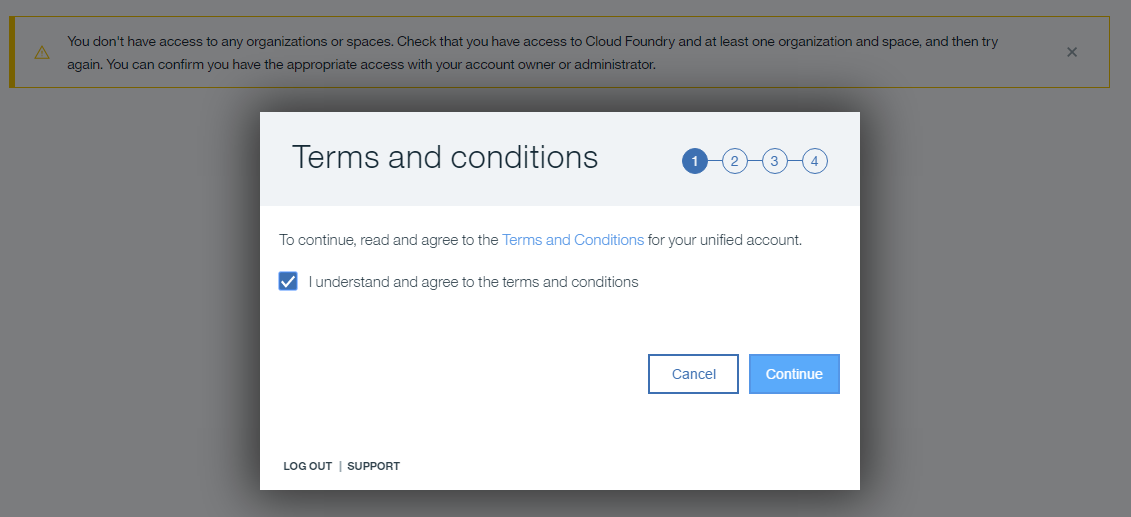 You don't have access to any organizations or spaces. Check that you have access to Cloud Foundry and at least one organization and space, and then try
again. You can confirm you have the appropriate access with your account owner or administrator.
Terms and conditions
1 2 3 4
To continue, read and agree to the Terms and Conditions for your unified account.
I understand and agree to the terms and conditions
Cancel Continue
LOG OUT | SUPPORT